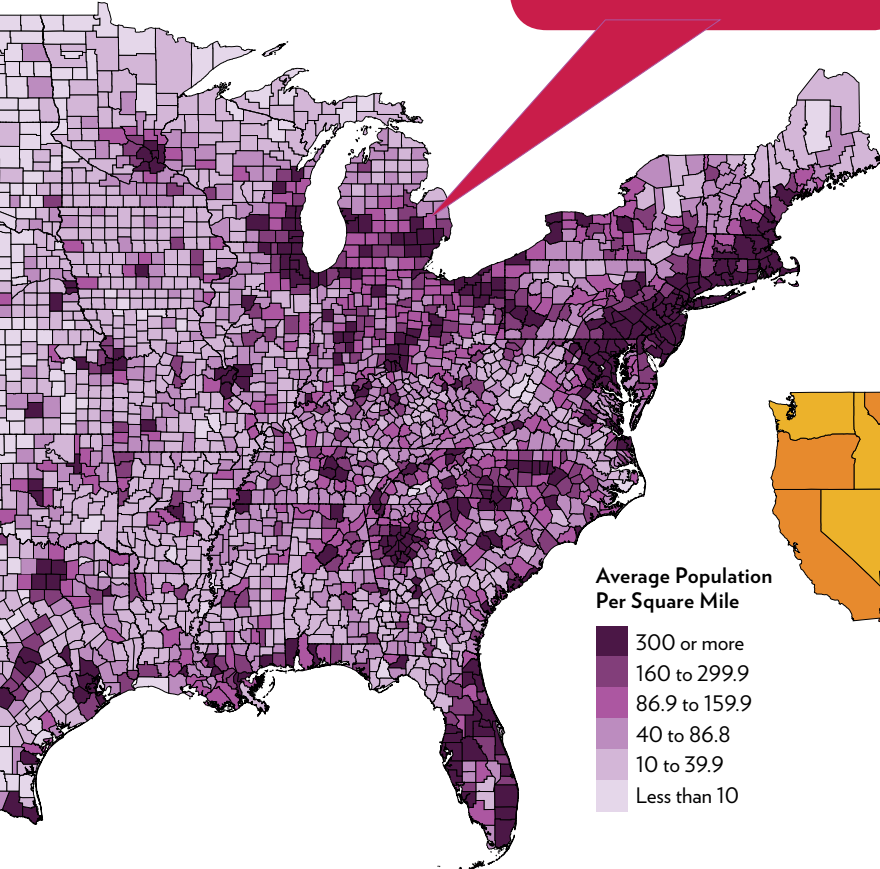 Average Population
Per Square Mile
300 or more
160 to 299.9
86.9 to 159.9
40 to 86.8
10 to 39.9
Less than 10